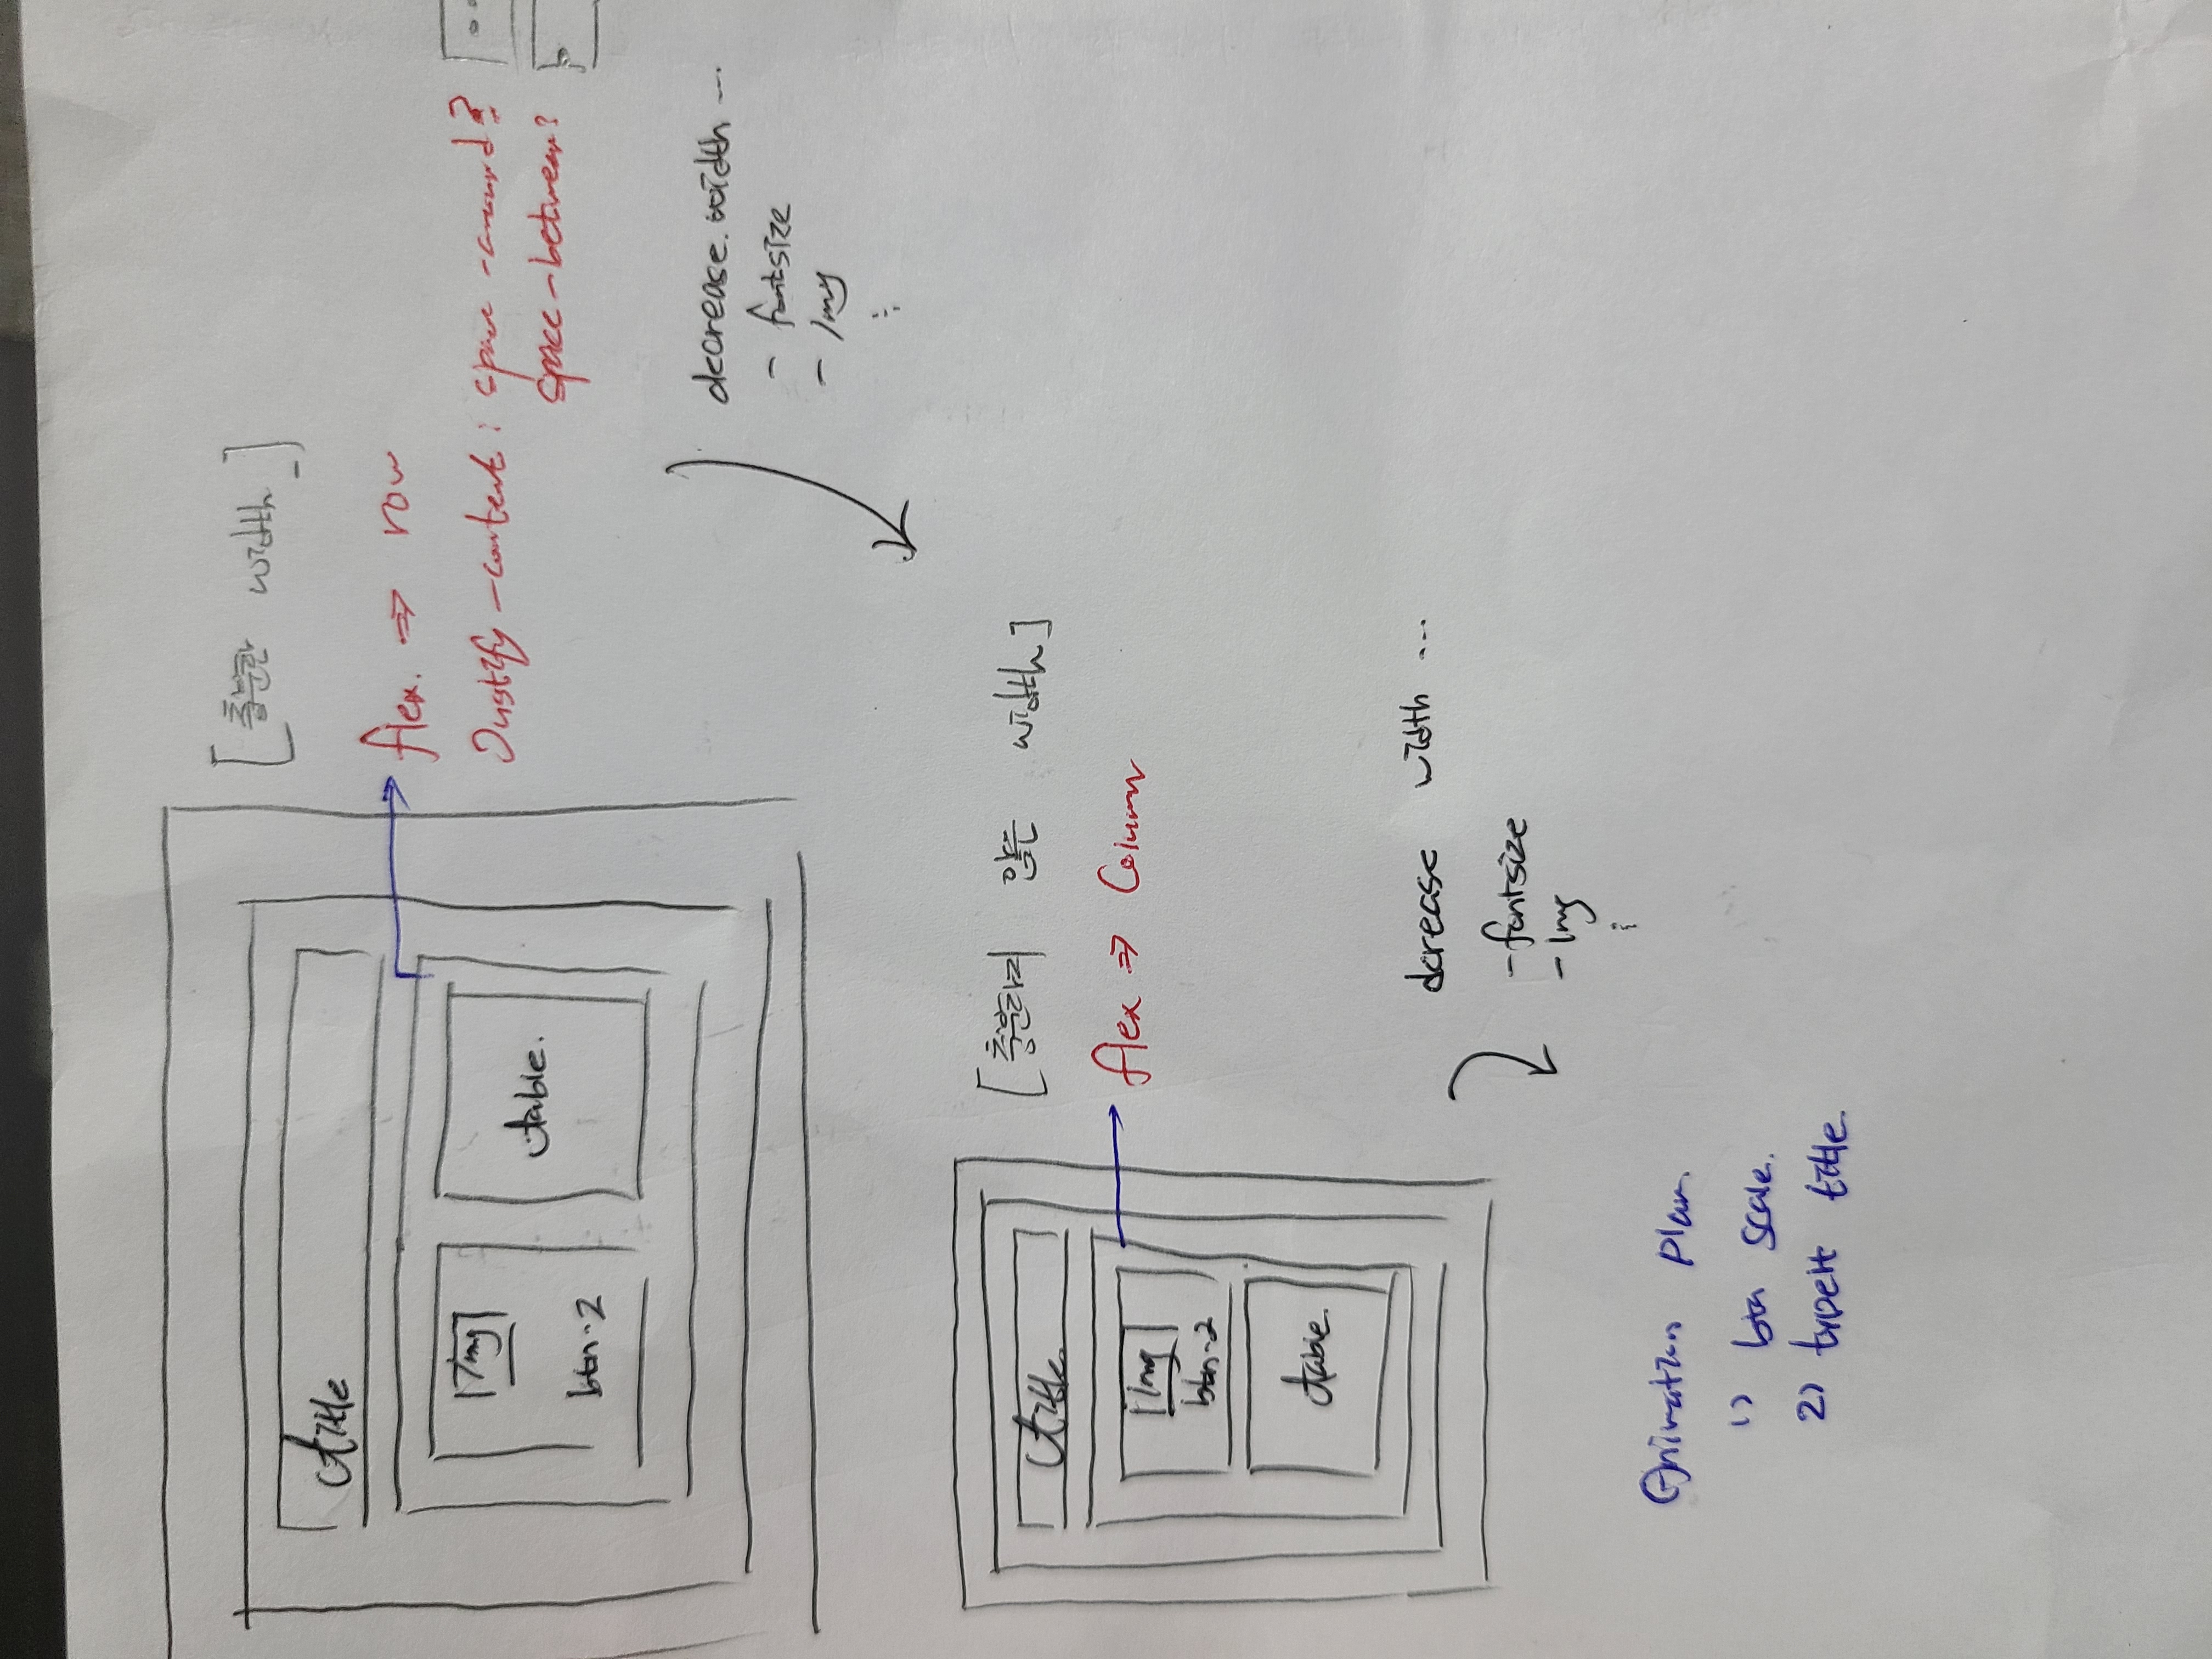 [충분한 width]
title
flex. ⇒ row
Img
Justify-content : space-around?
table.
space-between?
btn-2
decrease.width ...
- fontsize
- Img
[충분하지 않은 width]
title.
flex ⇒ Column
Img
btn-2
table.
dcrease width ...
- fontsize
- Img
Animation plan.
1) btn scale.
2) typeIt title.